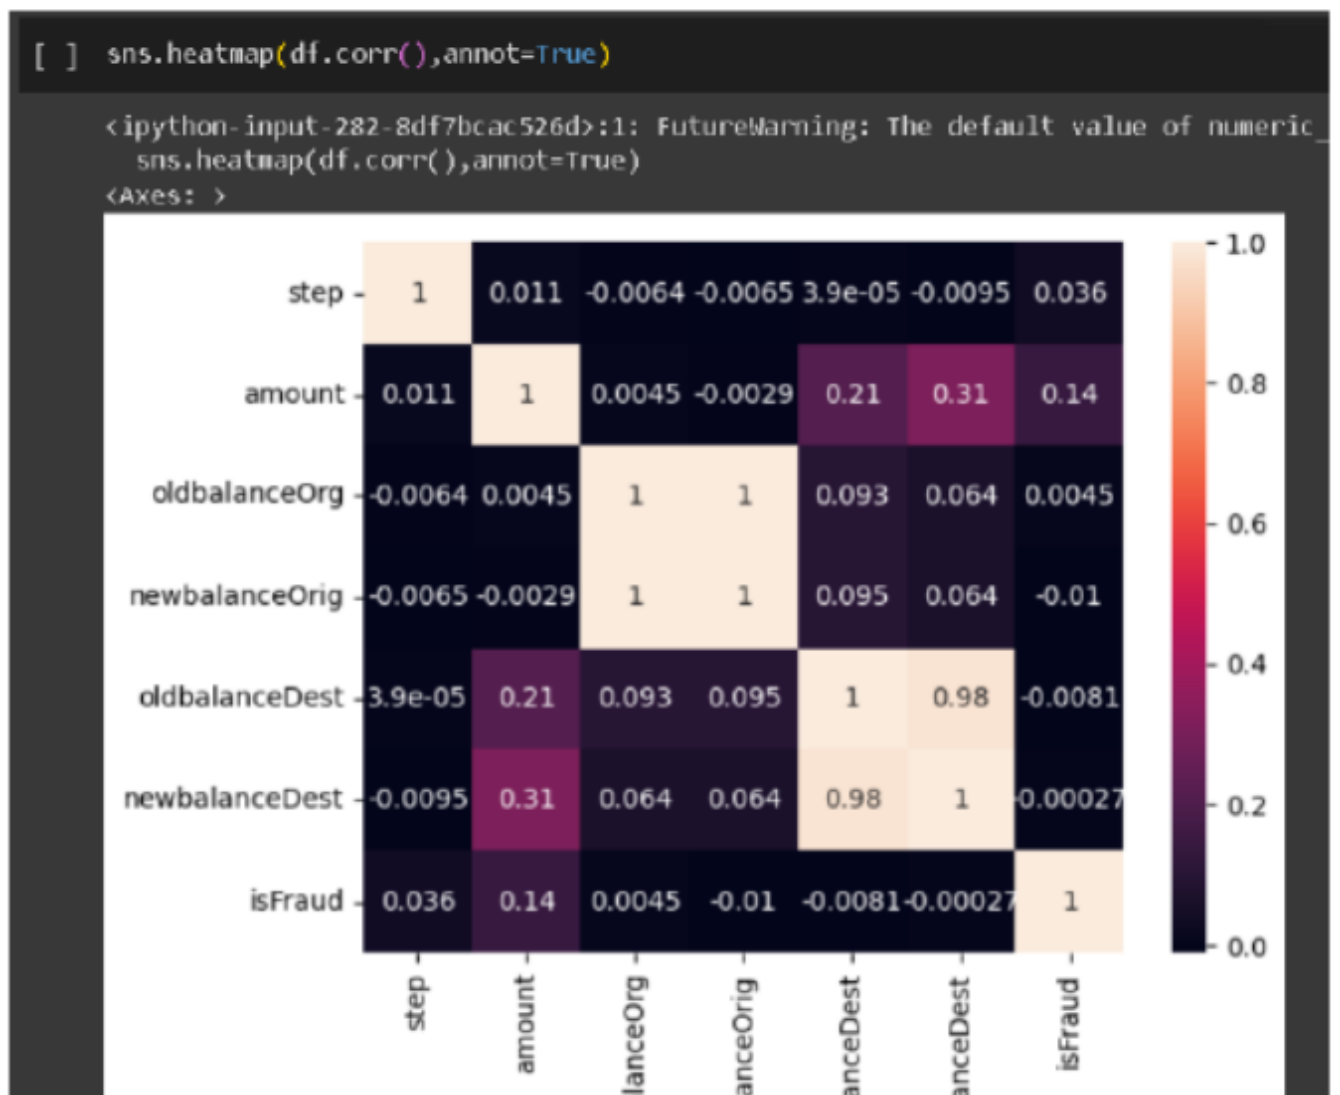 [ ] sns.heatmap(df.corr(),annot=True)
<ipython-input-282-8df7bcac526d>:1: FutureWarning: The default value of numeric_
sns.heatmap(df.corr(),annot=True)
<Axes: >
step 1 0.011 -0.0064 -0.0065 3.9e-05 -0.0095 0.036
amount 0.011 1 0.0045 -0.0029 0.21 0.31 0.14
oldbalanceOrg -0.0064 0.0045 1 1 0.093 0.064 0.0045
newbalanceOrig -0.0065 -0.0029 1 1 0.095 0.064 -0.01
oldbalanceDest 3.9e-05 0.21 0.093 0.095 1 0.98 -0.0081
newbalanceDest -0.0095 0.31 0.064 0.064 0.98 1 -0.00027
isFraud 0.036 0.14 0.0045 -0.01 -0.0081 -0.00027 1
step amount lanceOrg anceOrig anceDest anceDest isFraud
1.0
0.8
0.6
0.4
0.2
0.0